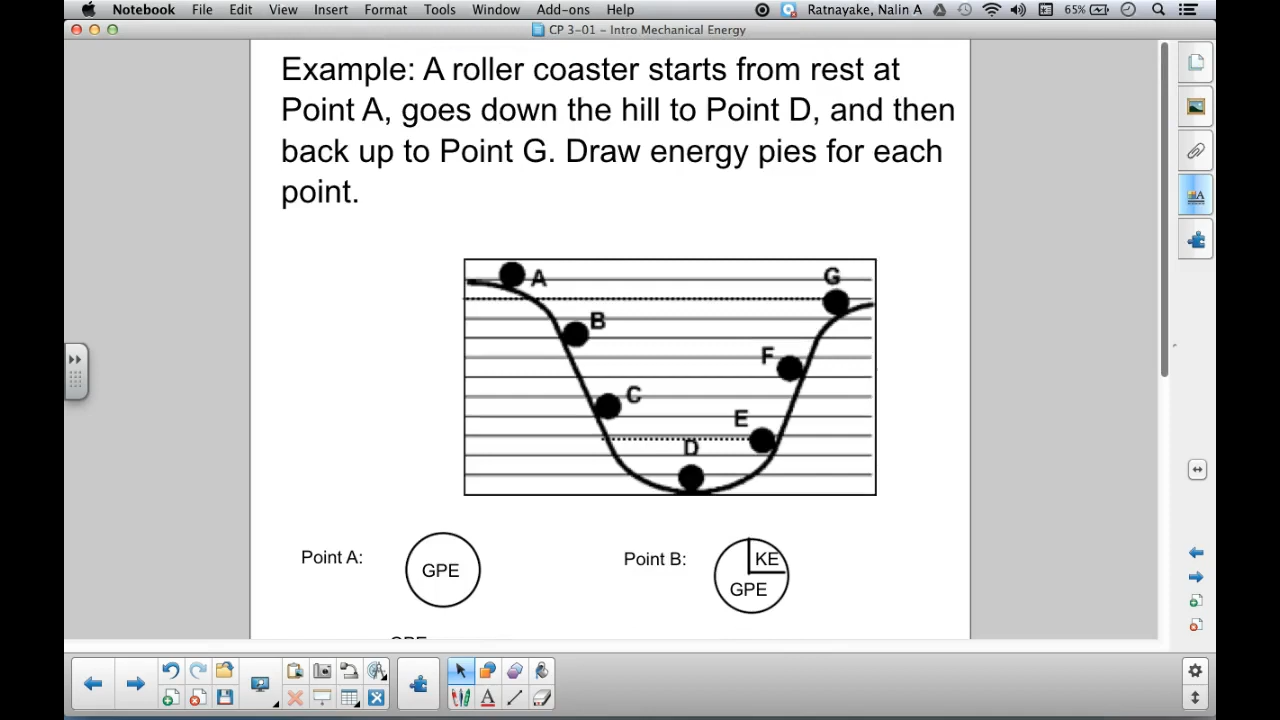 Notebook File Edit View Insert Format Tools Window Add-ons Help Ratnayake, Nalin A 65%
CP 3-01 – Intro Mechanical Energy
Example: A roller coaster starts from rest at
Point A, goes down the hill to Point D, and then
back up to Point G. Draw energy pies for each
point.
A
G
B
F
C
E
D
Point A:
GPE
Point B:
KE
GPE